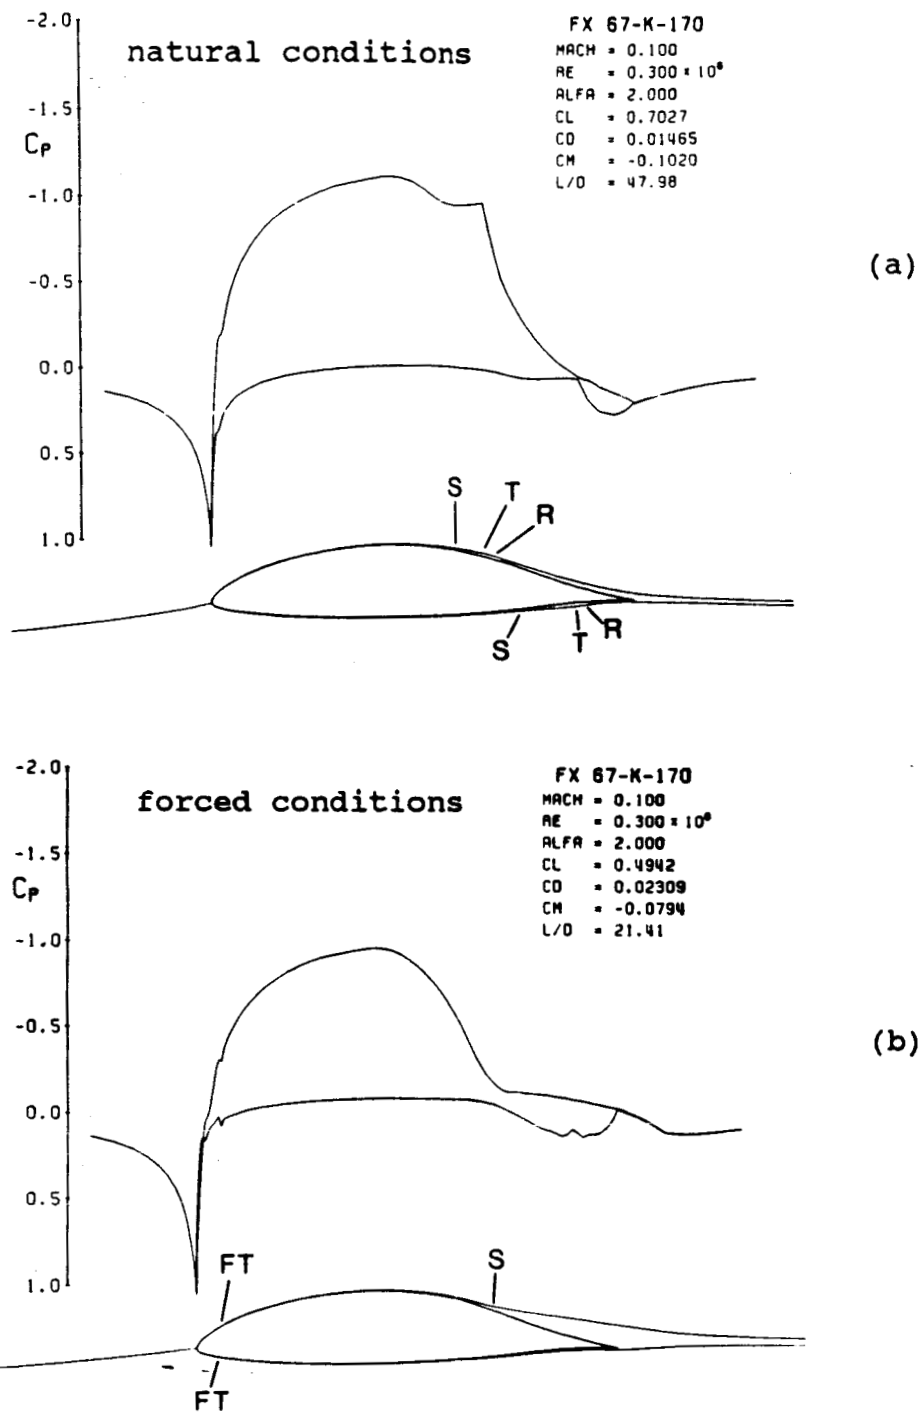 natural conditions
FX 67-K-170
MACH = 0.100
RE = 0.300 × 10⁶
ALFA = 2.000
CL = 0.7027
CD = 0.01465
CM = -0.1020
L/D = 47.98
-2.0
-1.5
Cₚ
-1.0
-0.5
0.0
0.5
1.0
(a)
S
T
R
S
T
R
forced conditions
FX 67-K-170
MACH = 0.100
RE = 0.300 × 10⁶
ALFA = 2.000
CL = 0.4942
CD = 0.02309
CM = -0.0794
L/D = 21.41
-2.0
-1.5
Cₚ
-1.0
-0.5
0.0
0.5
1.0
(b)
FT
S
FT